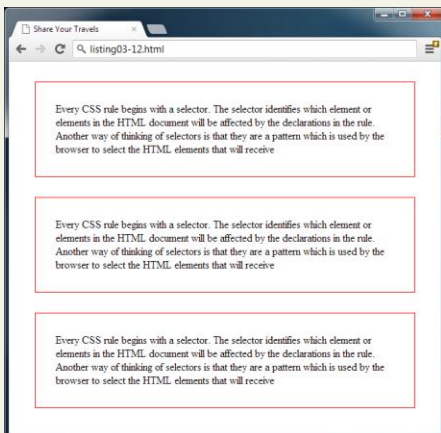 Share Your Travels
listing03-12.html
Every CSS rule begins with a selector. The selector identifies which element or
elements in the HTML document will be affected by the declarations in the rule.
Another way of thinking of selectors is that they are a pattern which is used by the
browser to select the HTML elements that will receive
Every CSS rule begins with a selector. The selector identifies which element or
elements in the HTML document will be affected by the declarations in the rule.
Another way of thinking of selectors is that they are a pattern which is used by the
browser to select the HTML elements that will receive
Every CSS rule begins with a selector. The selector identifies which element or
elements in the HTML document will be affected by the declarations in the rule.
Another way of thinking of selectors is that they are a pattern which is used by the
browser to select the HTML elements that will receive